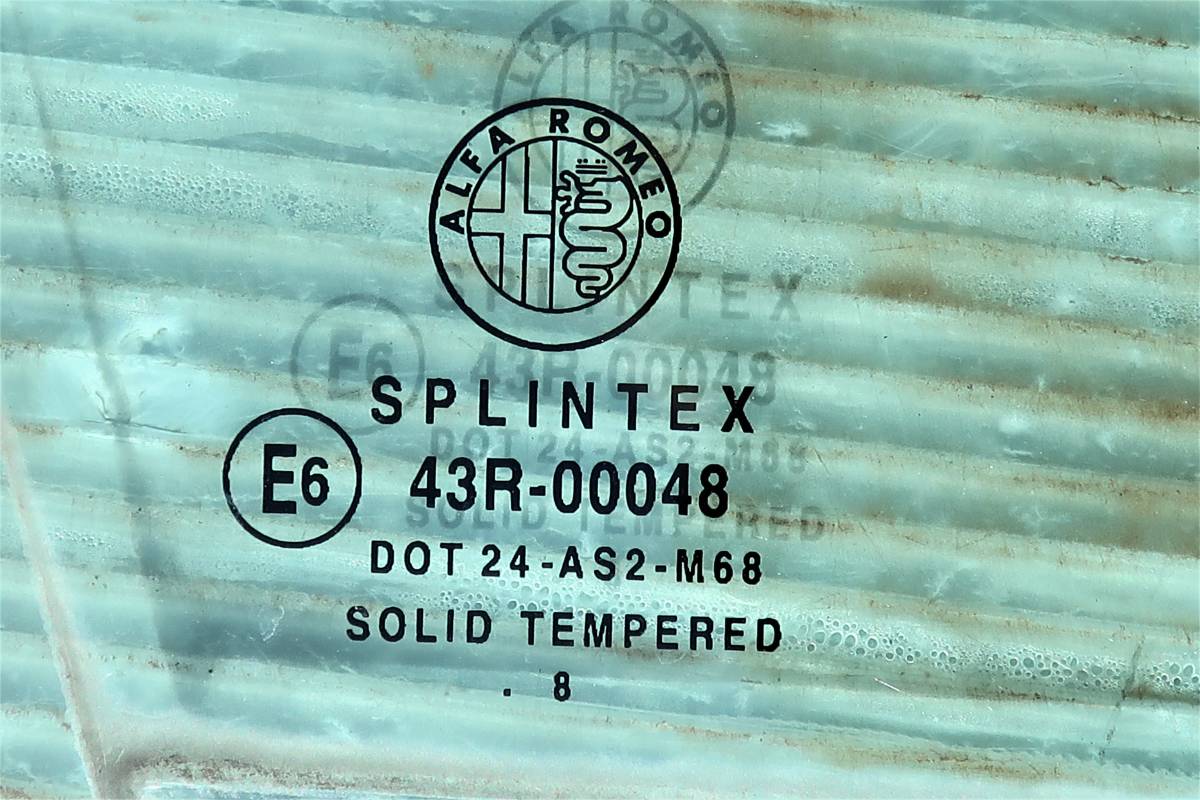 ALFA ROMEO
SPLINTEX
E6 43R-00048
DOT 24-AS2-M68
SOLID TEMPERED
. 8